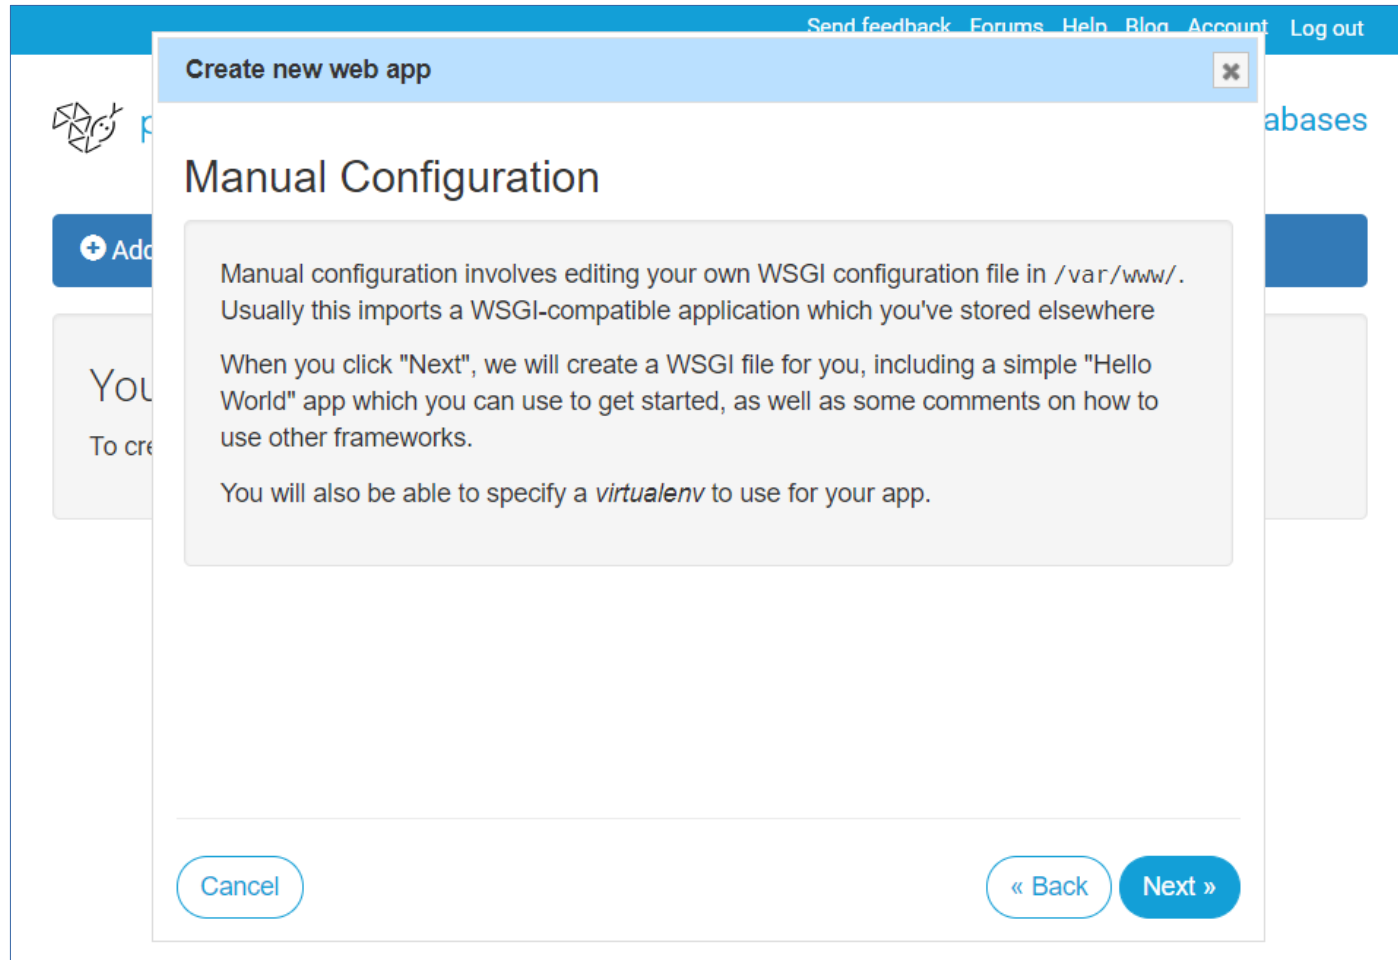 Send feedback Forums Help Blog Account Log out
Create new web app
abases
Manual Configuration
Add
Manual configuration involves editing your own WSGI configuration file in /var/www/.
Usually this imports a WSGI-compatible application which you've stored elsewhere
When you click "Next", we will create a WSGI file for you, including a simple "Hello
World" app which you can use to get started, as well as some comments on how to
use other frameworks.
You
To cre
You will also be able to specify a virtualenv to use for your app.
Cancel
« Back
Next »